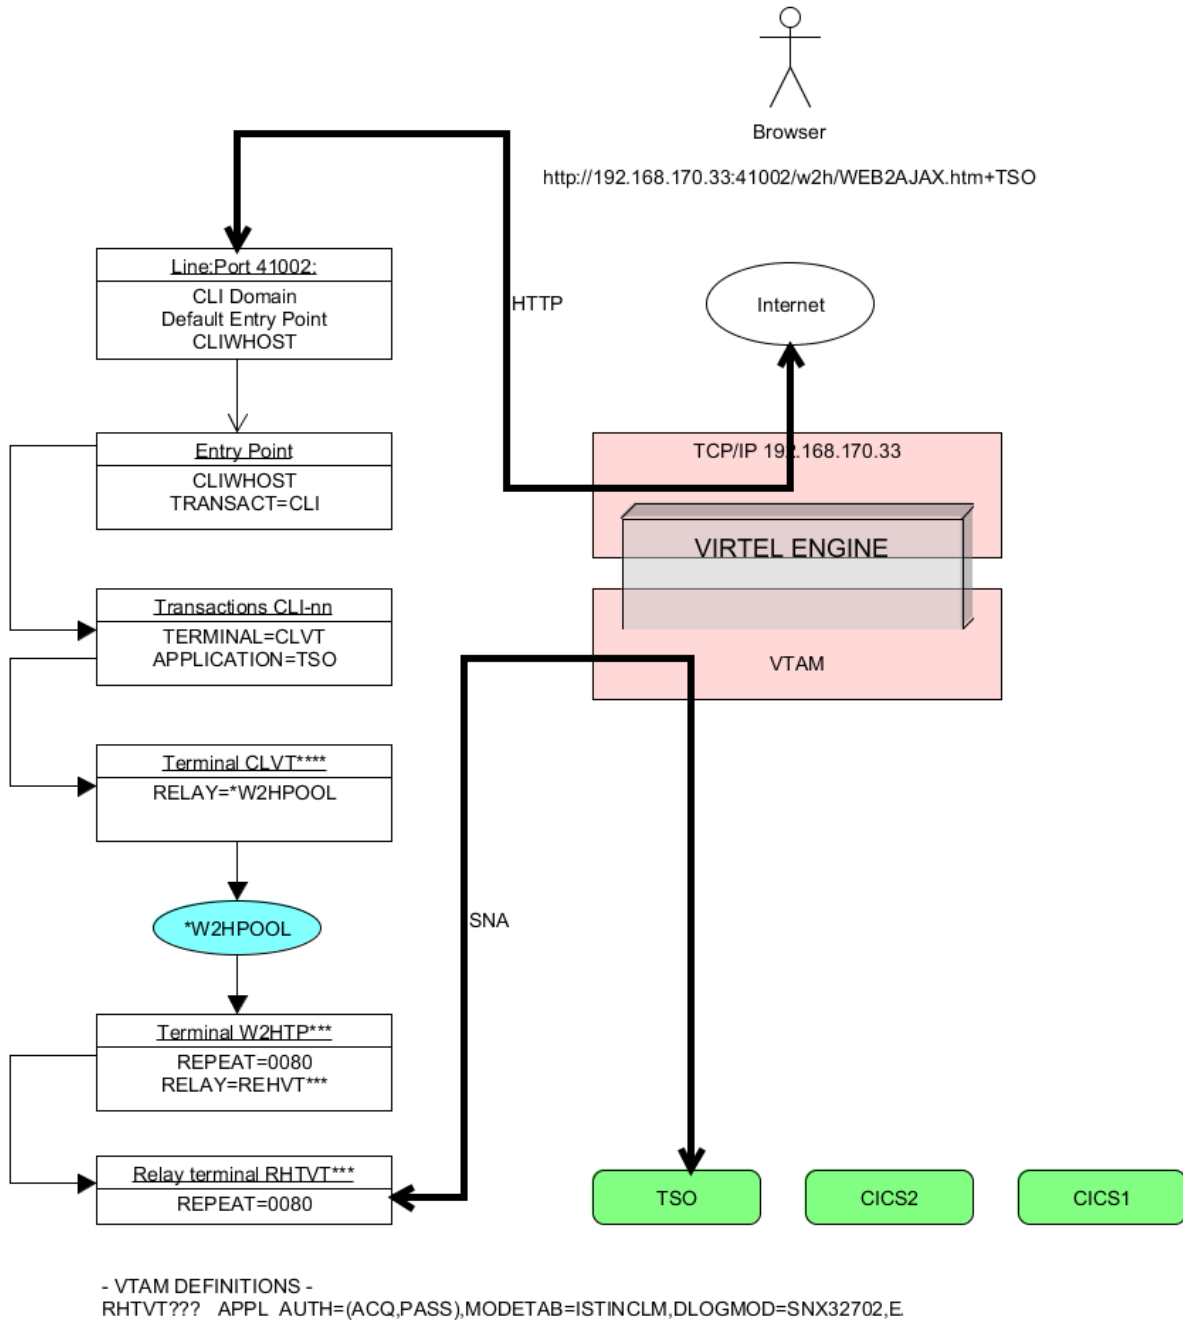 Browser
http://192.168.170.33:41002/w2h/WEB2AJAX.htm+TSO
Line:Port 41002:
CLI Domain
Default Entry Point
CLIWHOST
HTTP
Internet
Entry Point
CLIWHOST
TRANSACT=CLI
TCP/IP 192.168.170.33
VIRTEL ENGINE
VTAM
Transactions CLI-nn
TERMINAL=CLVT
APPLICATION=TSO
Terminal CLVT****
RELAY=*W2HPOOL
*W2HPOOL
SNA
Terminal W2HTP***
REPEAT=0080
RELAY=REHVT***
Relay terminal RHTVT***
REPEAT=0080
TSO
CICS2
CICS1
- VTAM DEFINITIONS -
RHTVT??? APPL AUTH=(ACQ,PASS),MODETAB=ISTINCLM,DLOGMOD=SNX32702,E